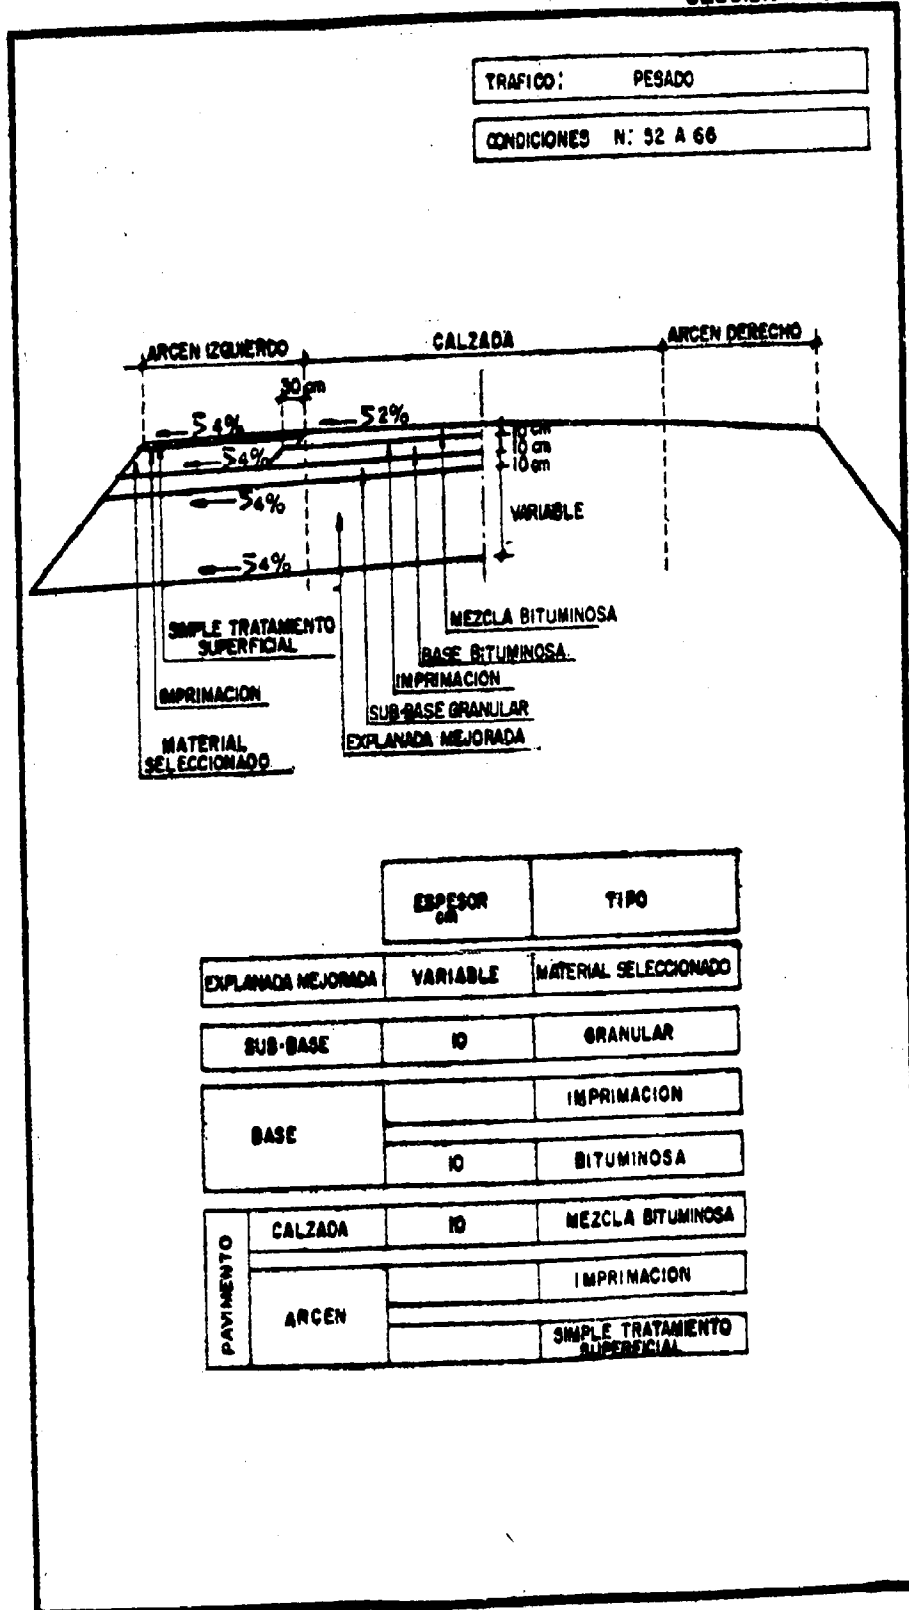 TRAFICO: PESADO
CONDICIONES N: 52 A 66
ARCEN IZQUIERDO
CALZADA
ARCEN DERECHO
30 cm
4%
2%
10 cm
10 cm
10 cm
4%
4%
VARIABLE
4%
MEZCLA BITUMINOSA
SIMPLE TRATAMIENTO
SUPERFICIAL
BASE BITUMINOSA
IMPRIMACION
IMPRIMACION
SUB-BASE GRANULAR
EXPLANADA MEJORADA
MATERIAL
SELECCIONADO
ESPESOR
cm
TIPO
EXPLANADA MEJORADA VARIABLE MATERIAL SELECCIONADO
SUB-BASE 10 GRANULAR
BASE
IMPRIMACION
10 BITUMINOSA
PAVIMENTO
CALZADA 10 MEZCLA BITUMINOSA
ARCEN
IMPRIMACION
SIMPLE TRATAMIENTO
SUPERFICIAL